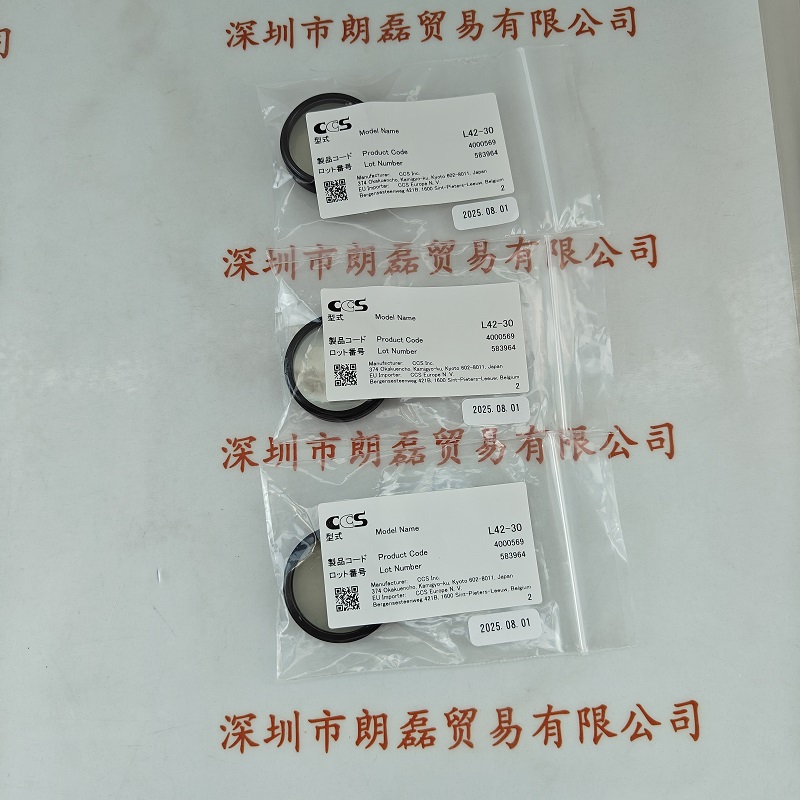 司
深圳市朗磊贸易有限公司
CCS
型式 Model Name L42-30
製品コード Product Code 4000569
ロット番号 Lot Number 583964
Manufacturer: CCS Inc.
374 Okakuencho, Kamigyo-ku, Kyoto 602-8011, Japan
EU Importer: CCS Europe N. V.
Bergensesteenweg 421B, 1600 Sint-Pieters-Leeuw, Belgium
2
2025.08.01
深圳市朗磊贸易有限公司
CCS
型式 Model Name L42-30
製品コード Product Code 4000569
ロット番号 Lot Number 583964
Manufacturer: CCS Inc.
374 Okakuencho, Kamigyo-ku, Kyoto 602-8011, Japan
EU Importer: CCS Europe N. V.
Bergensesteenweg 421B, 1600 Sint-Pieters-Leeuw, Belgium
2
2025.08.01
深圳市朗磊贸易有限公司
CCS
型式 Model Name L42-30
製品コード Product Code 4000569
ロット番号 Lot Number 583964
Manufacturer: CCS Inc.
374 Okakuencho, Kamigyo-ku, Kyoto 602-8011, Japan
EU Importer: CCS Europe N. V.
Bergensesteenweg 421B, 1600 Sint-Pieters-Leeuw, Belgium
2
2025.08.01
深圳市朗磊贸易有限公司